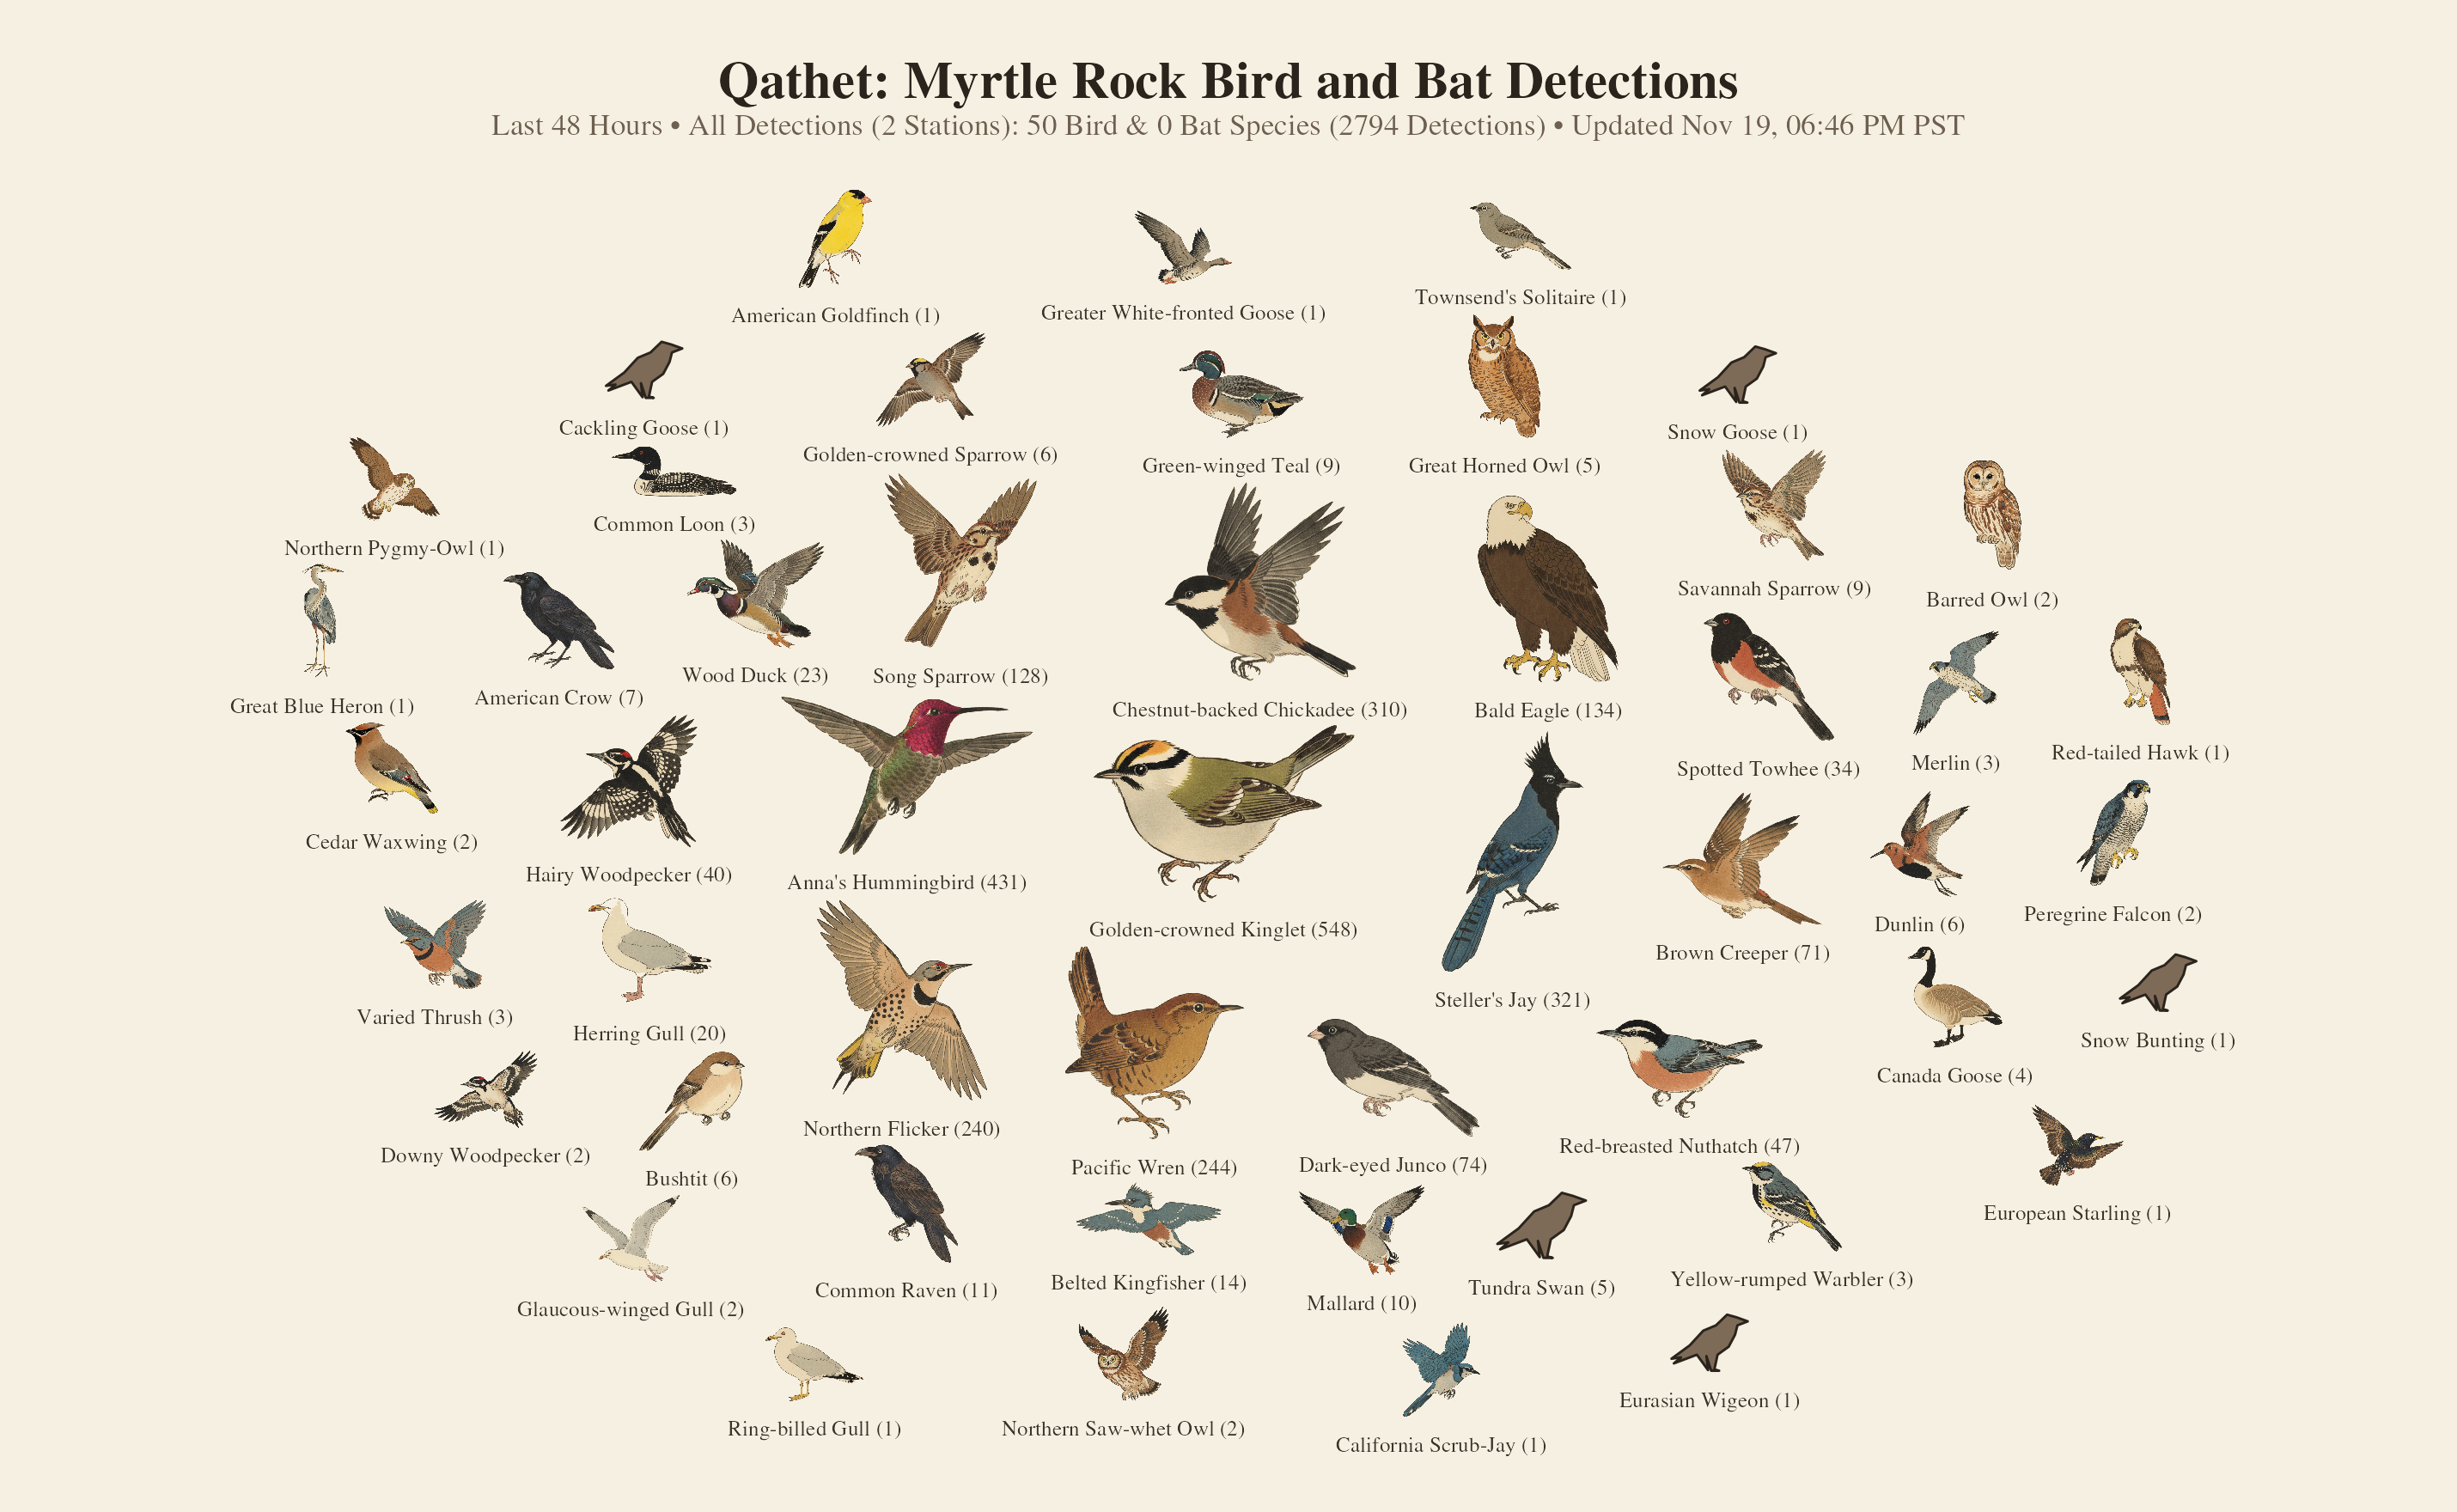 Qathet: Myrtle Rock Bird and Bat Detections
Last 48 Hours • All Detections (2 Stations): 50 Bird & 0 Bat Species (2794 Detections) • Updated Nov 19, 06:46 PM PST
American Goldfinch (1)
Greater White-fronted Goose (1)
Townsend's Solitaire (1)
Cackling Goose (1)
Golden-crowned Sparrow (6)
Green-winged Teal (9)
Great Horned Owl (5)
Snow Goose (1)
Northern Pygmy-Owl (1)
Common Loon (3)
Savannah Sparrow (9)
Barred Owl (2)
Great Blue Heron (1)
American Crow (7)
Wood Duck (23)
Song Sparrow (128)
Chestnut-backed Chickadee (310)
Bald Eagle (134)
Spotted Towhee (34)
Merlin (3)
Red-tailed Hawk (1)
Cedar Waxwing (2)
Hairy Woodpecker (40)
Anna's Hummingbird (431)
Golden-crowned Kinglet (548)
Steller's Jay (321)
Brown Creeper (71)
Dunlin (6)
Peregrine Falcon (2)
Varied Thrush (3)
Herring Gull (20)
Canada Goose (4)
Snow Bunting (1)
Downy Woodpecker (2)
Bushtit (6)
Northern Flicker (240)
Pacific Wren (244)
Dark-eyed Junco (74)
Red-breasted Nuthatch (47)
European Starling (1)
Glaucous-winged Gull (2)
Common Raven (11)
Belted Kingfisher (14)
Mallard (10)
Tundra Swan (5)
Yellow-rumped Warbler (3)
Ring-billed Gull (1)
Northern Saw-whet Owl (2)
California Scrub-Jay (1)
Eurasian Wigeon (1)